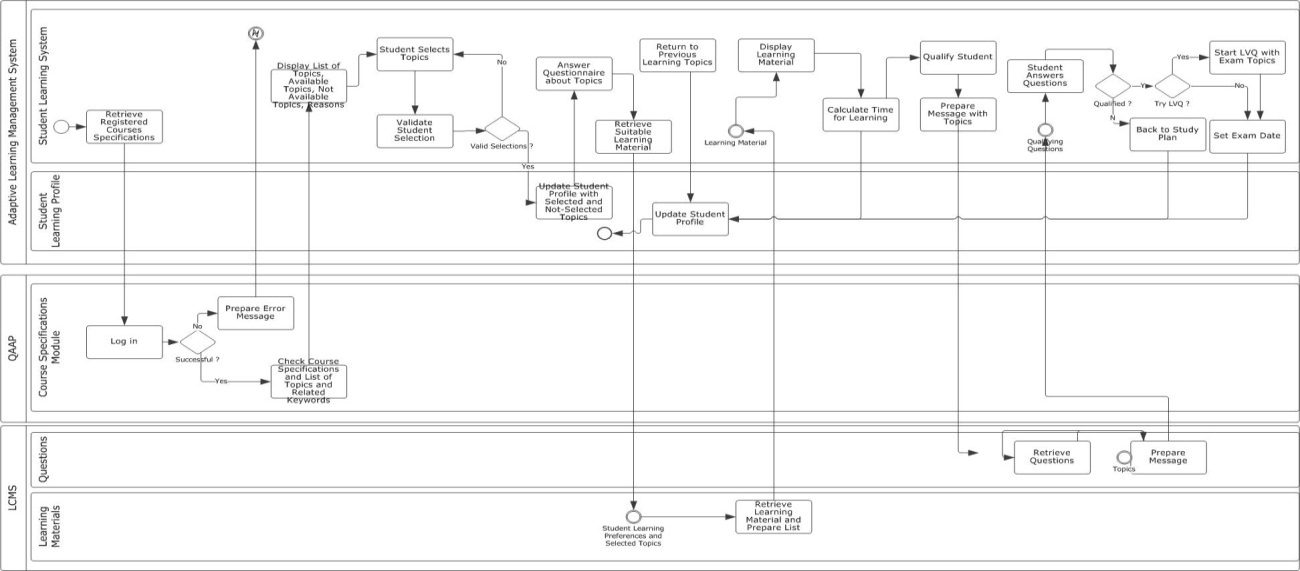 Adaptive Learning Management System
Student Learning System
Retrieve
Registered
Courses
Specifications
Display List of
Topics,
Available
Topics, Not
Available
Topics, Reasons
Student Selects
Topics
Validate
Student
Selection
No
Valid Selections ?
Yes
Answer
Questionnaire
about Topics
Retrieve
Suitable
Learning
Material
Return to
Previous
Learning Topics
Display
Learning
Material
Learning Material
Calculate Time
for Learning
Qualify Student
Prepare
Message with
Topics
Student
Answers
Questions
Qualifying
Questions
Qualified ?
Y
N
Try LVQ ?
Yes
No
Back to Study
Plan
Start LVQ with
Exam Topics
Set Exam Date
Student
Learning Profile
Update Student
Profile with
Selected and
Not-Selected
Topics
Update Student
Profile
QAAP
Course Specifications
Module
Log in
No
Successful ?
Yes
Prepare Error
Message
Check Course
Specifications
and List of
Topics and
Related
Keywords
LCMS
Questions
Retrieve
Questions
Topics
Prepare
Message
Learning
Materials
Student Learning
Preferences and
Selected Topics
Retrieve
Learning
Material and
Prepare List